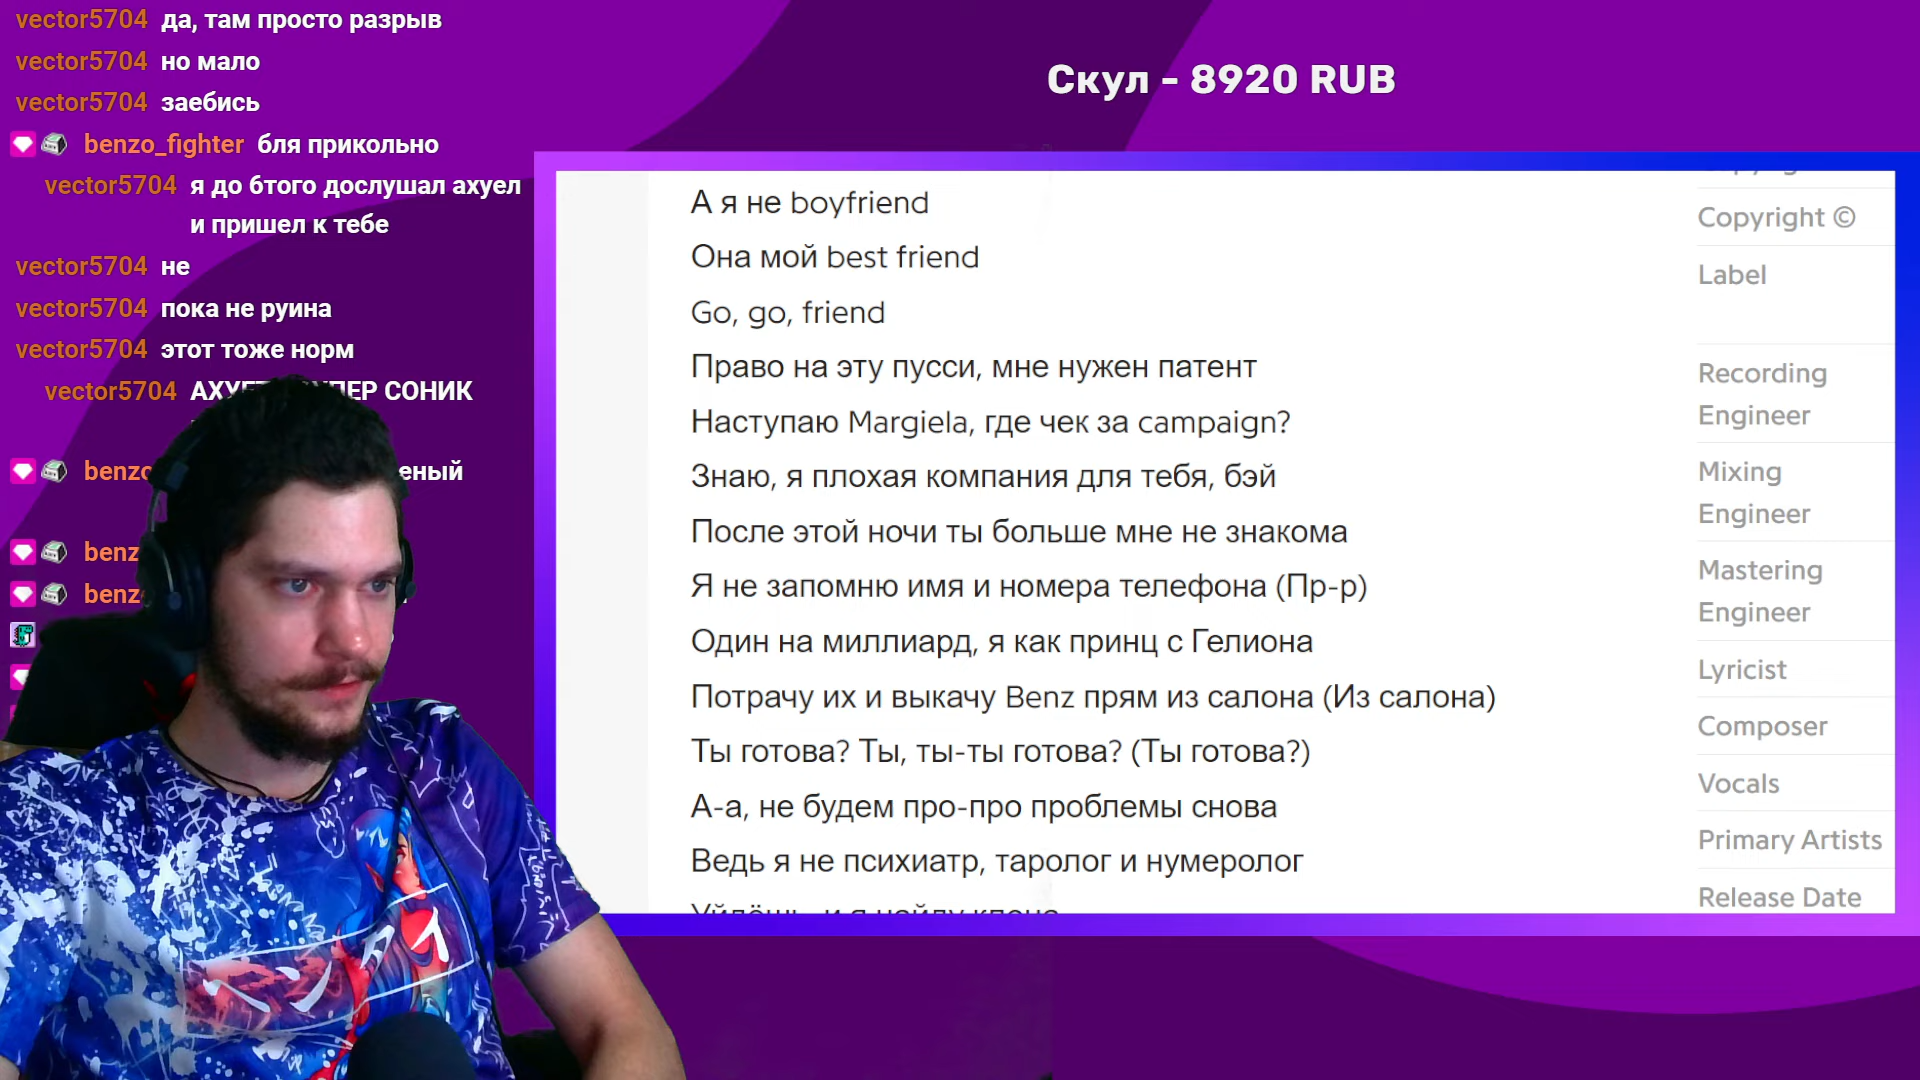 vector5704 да, там просто разрыв
vector5704 но мало
vector5704 заебись
benzo_fighter бля прикольно
vector5704 я до 6того дослушал ахуел
и пришел к тебе
vector5704 не
vector5704 пока не руина
vector5704 этот тоже норм
vector5704 СОНИК
Скул - 8920 RUB
А я не boyfriend
Она мой best friend
Go, go, friend
Право на эту пусси, мне нужен патент
Наступаю Margiela, где чек за campaign?
Знаю, я плохая компания для тебя, бэй
После этой ночи ты больше мне не знакома
Я не запомню имя и номера телефона (Пр-р)
Один на миллиард, я как принц с Гелиона
Потрачу их и выкачу Benz прям из салона (Из салона)
Ты готова? Ты, ты-ты готова? (Ты готова?)
А-а, не будем про-про проблемы снова
Ведь я не психиатр, таролог и нумеролог
Copyright ©
Label
Recording
Engineer
Mixing
Engineer
Mastering
Engineer
Lyricist
Composer
Vocals
Primary Artists
Release Date